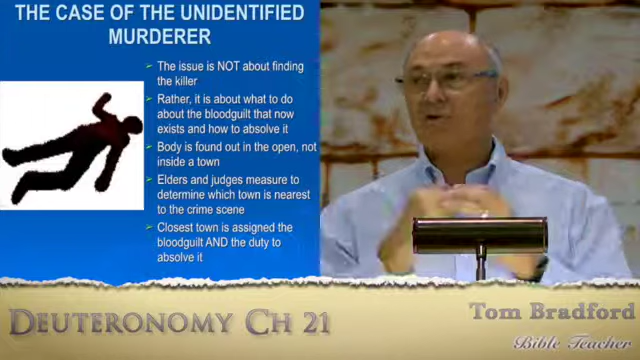 THE CASE OF THE UNIDENTIFIED
MURDERER
➢ The issue is NOT about finding
the killer
➢ Rather, it is about what to do
about the bloodguilt that now
exists and how to absolve it
➢ Body is found out in the open, not
inside a town
➢ Elders and judges measure to
determine which town is nearest
to the crime scene
➢ Closest town is assigned the
bloodguilt AND the duty to
absolve it
DEUTERONOMY CH 21
Tom Bradford
Bible Teacher